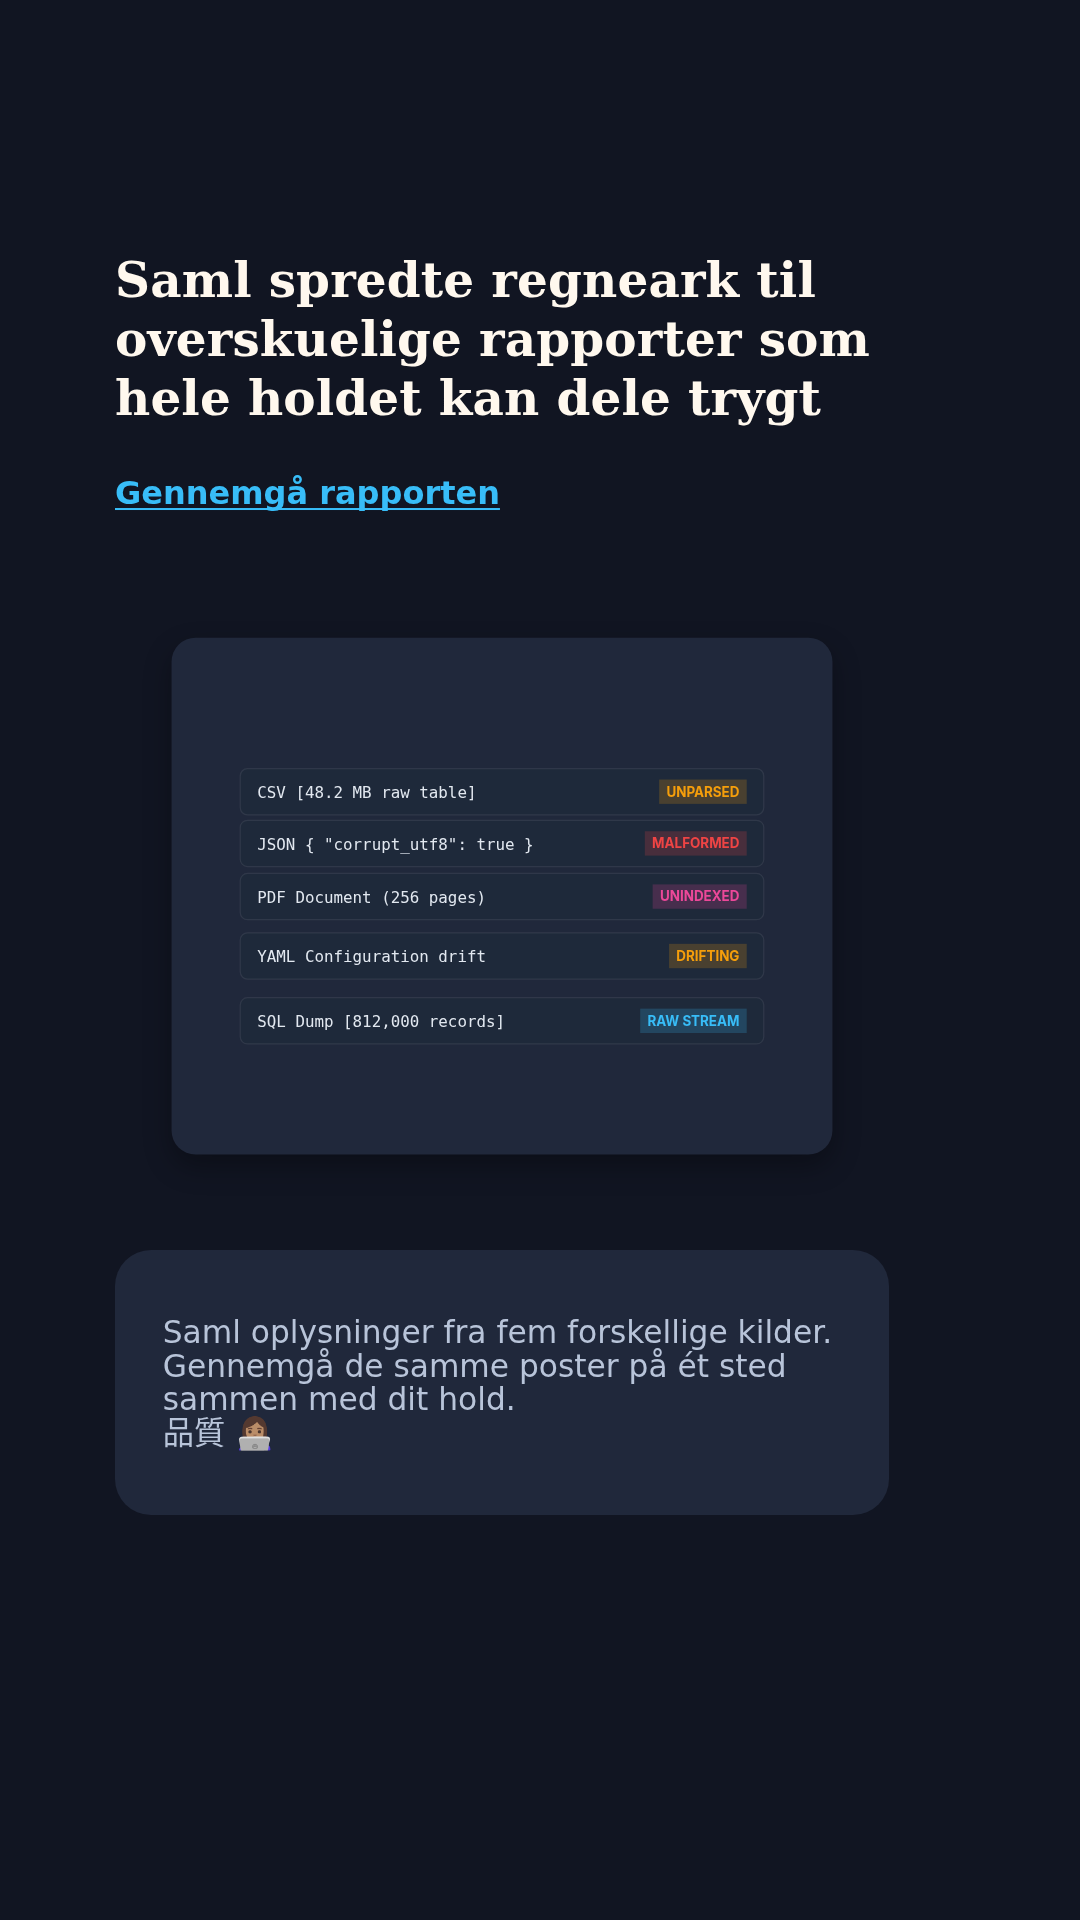 Saml spredte regneark til
overskuelige rapporter som
hele holdet kan dele trygt
Gennemgå rapporten
CSV [48.2 MB raw table] UNPARSED
JSON { "corrupt_utf8": true } MALFORMED
PDF Document (256 pages) UNINDEXED
YAML Configuration drift DRIFTING
SQL Dump [812,000 records] RAW STREAM
Saml oplysninger fra fem forskellige kilder.
Gennemgå de samme poster på ét sted
sammen med dit hold.
品質 👩🏽‍💻